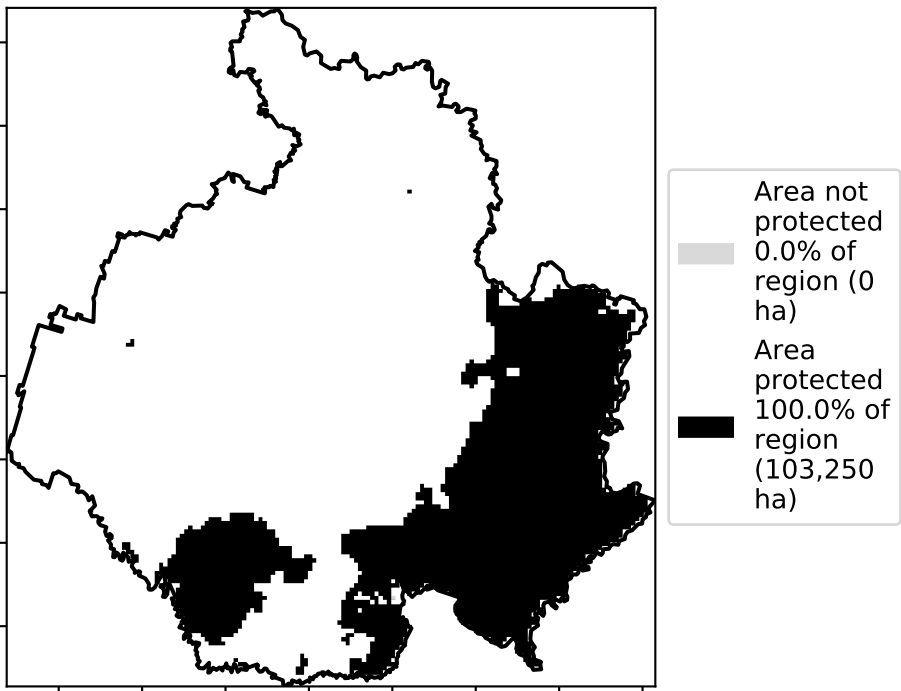 Area not
protected
0.0% of
region (0
ha)
Area
protected
100.0% of
region
(103,250
ha)